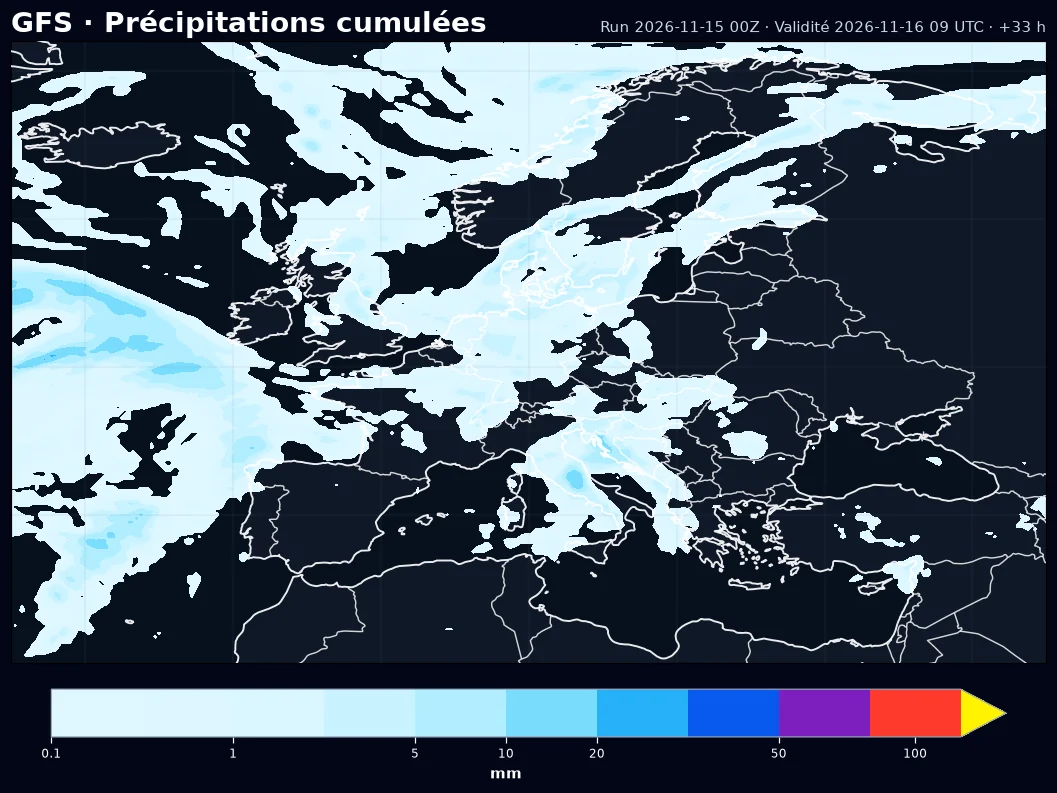 GFS · Précipitations cumulées
Run 2026-11-15 00Z · Validité 2026-11-16 09 UTC · +33 h
0.1 1 5 10 20 50 100
mm